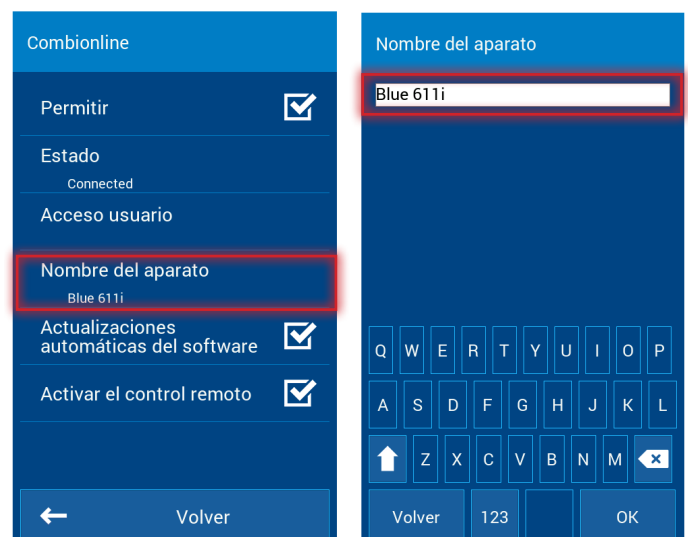 Combionline
Permitir
Estado
Connected
Acceso usuario
Nombre del aparato
Blue 611i
Actualizaciones
automáticas del software
Activar el control remoto
Volver
Nombre del aparato
Blue 611i
Q W E R T Y U I O P
A S D F G H J K L
Z X C V B N M
Volver 123 OK